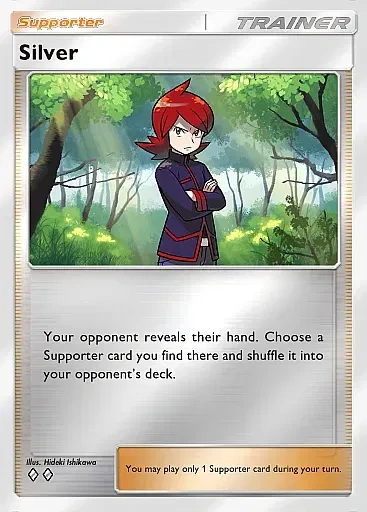 Supporter
TRAINER
Silver
Your opponent reveals their hand. Choose a
Supporter card you find there and shuffle it into
your opponent's deck.
Illus. Hideki Ishikawa
You may play only 1 Supporter card during your turn.